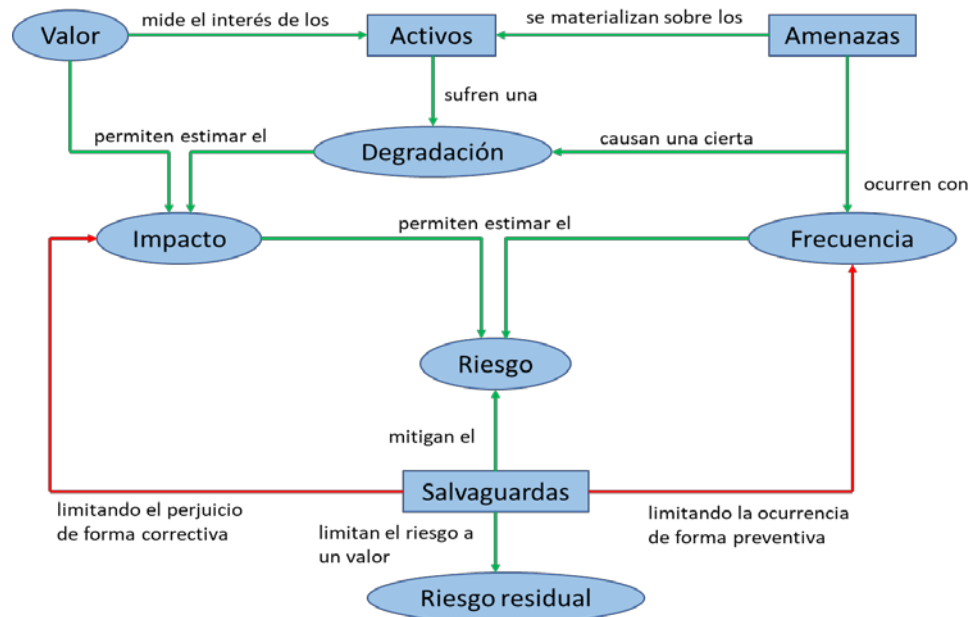 mide el interés de los
se materializan sobre los
Valor
Activos
Amenazas
sufren una
permiten estimar el
Degradación
causan una cierta
ocurren con
Impacto
permiten estimar el
Frecuencia
Riesgo
mitigan el
Salvaguardas
limitando el perjuicio
de forma correctiva
limitan el riesgo a
un valor
limitando la ocurrencia
de forma preventiva
Riesgo residual